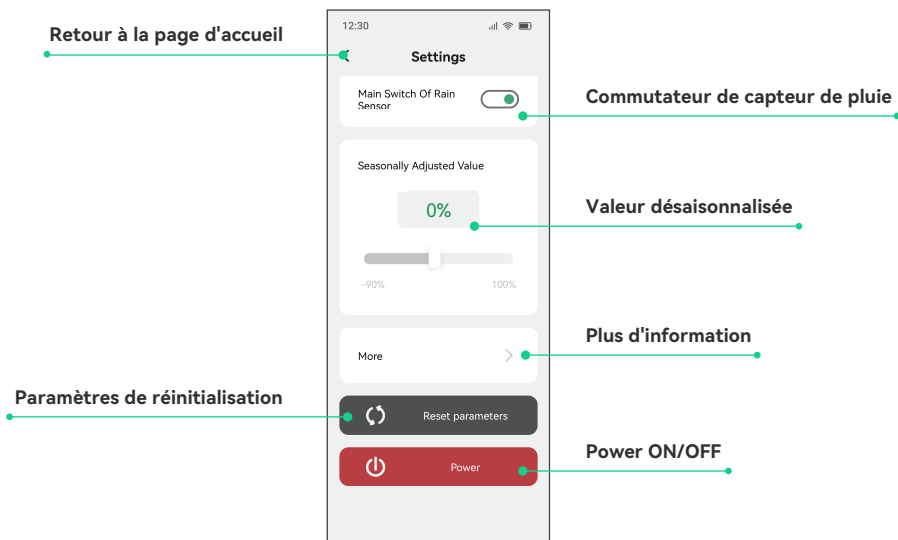 12:30
Retour à la page d'accueil
Settings
Main Switch Of Rain
Sensor
Commutateur de capteur de pluie
Seasonally Adjusted Value
0%
Valeur désaisonnalisée
-90%
100%
Plus d'information
More
Paramètres de réinitialisation
Reset parameters
Power ON/OFF
Power